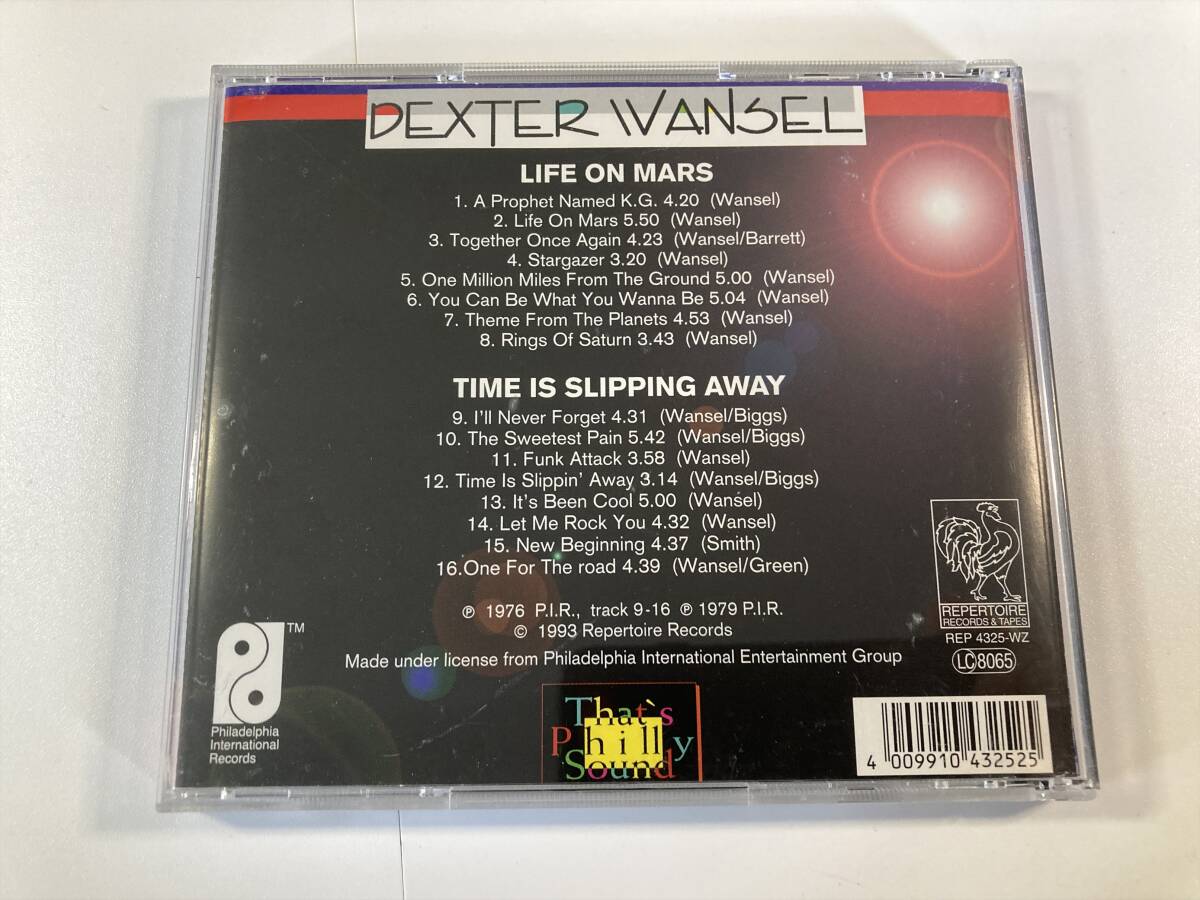 DEXTER WANSEL
LIFE ON MARS
1. A Prophet Named K.G. 4.20 (Wansel)
2. Life On Mars 5.50 (Wansel)
3. Together Once Again 4.23 (Wansel/Barrett)
4. Stargazer 3.20 (Wansel)
5. One Million Miles From The Ground 5.00 (Wansel)
6. You Can Be What You Wanna Be 5.04 (Wansel)
7. Theme From The Planets 4.53 (Wansel)
8. Rings Of Saturn 3.43 (Wansel)
TIME IS SLIPPING AWAY
9. I'll Never Forget 4.31 (Wansel/Biggs)
10. The Sweetest Pain 5.42 (Wansel/Biggs)
11. Funk Attack 3.58 (Wansel)
12. Time Is Slippin' Away 3.14 (Wansel/Biggs)
13. It's Been Cool 5.00 (Wansel)
14. Let Me Rock You 4.32 (Wansel)
15. New Beginning 4.37 (Smith)
16.One For The road 4.39 (Wansel/Green)
℗ 1976 P.I.R., track 9-16 ℗ 1979 P.I.R.
© 1993 Repertoire Records
Made under license from Philadelphia International Entertainment Group
TM
Philadelphia
International
Records
That`s
Philly
Sound
REPERTOIRE
RECORDS & TAPES
REP 4325-WZ
LC 8065
4 009910 432525